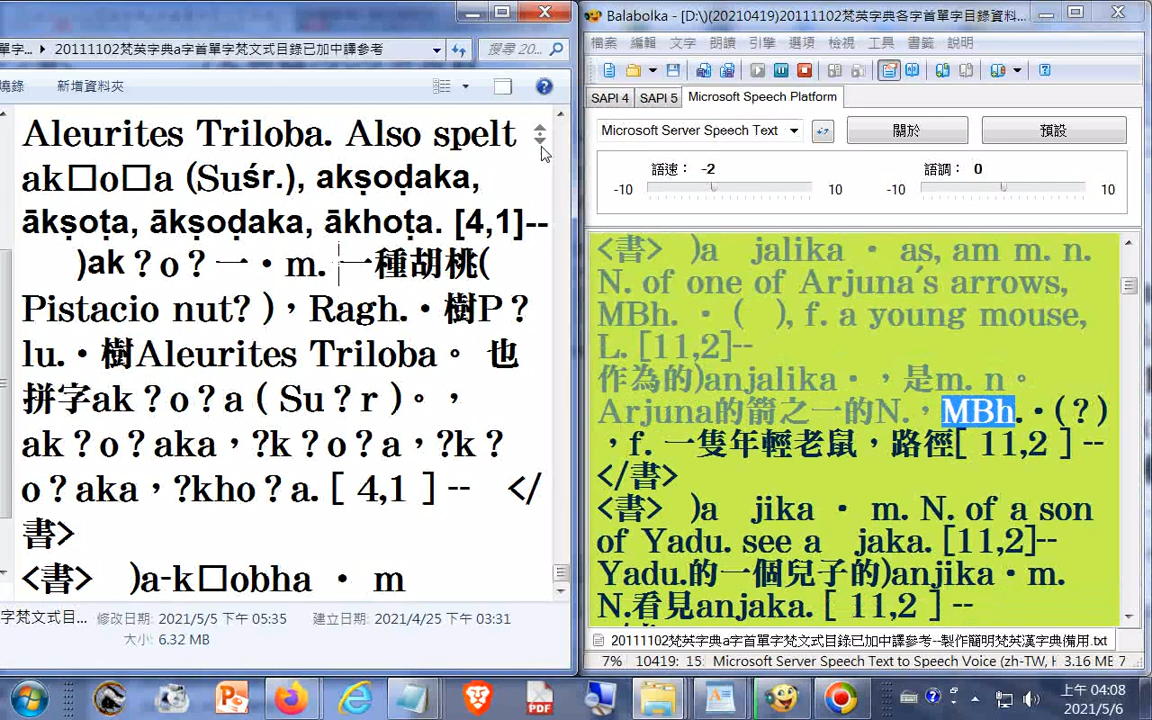 單字... ▸ 20111102梵英字典a字首單字梵文式目錄已加中譯參考
搜尋 20...
燒錄 新增資料夾
Aleurites Triloba. Also spelt
ak□o□a (Suśr.), akṣoḍaka,
ākṣoṭa, ākṣoḍaka, ākhoṭa. [4,1]--
)ak？o？一・m. 一種胡桃(
Pistacio nut? )，Ragh.・樹P？
lu.・樹Aleurites Triloba。 也
拼字ak？o？a ( Su？r )。，
ak？o？aka，?k？o？a，?k？
o？aka，?kho？a. [ 4,1 ] -- </
書>
<書> )a-k□obha ・ m
字梵文式目... 修改日期: 2021/5/5 下午 05:35 建立日期: 2021/4/25 下午 03:31
大小: 6.32 MB
Balabolka - [D:\)(20210419)20111102梵英字典各字首單字目錄資料...
檔案 編輯 文字 朗讀 引擎 選項 檢視 工具 書籤 說明
SAPI 4 SAPI 5 Microsoft Speech Platform
Microsoft Server Speech Text 關於 預設
語速: -2 語調: 0
-10 10 -10 10
<書> )a jalika ・ as, am m. n.
N. of one of Arjuna's arrows,
MBh. ・ ( ), f. a young mouse,
L. [11,2]--
作為的)anjalika・，是m. n。
Arjuna的箭之一的N.，MBh.・(？)
，f. 一隻年輕老鼠，路徑[ 11,2 ] --
</書>
<書> )a jika ・ m. N. of a son
of Yadu. see a jaka. [11,2]--
Yadu.的一個兒子的)anjika・m.
N.看見anjaka. [ 11,2 ] --
20111102梵英字典a字首單字梵文式目錄已加中譯參考--製作簡明梵英漢字典備用.txt
7% 10419: 15 Microsoft Server Speech Text to Speech Voice (zh-TW, H 3.16 ME 7
上午 04:08
2021/5/6